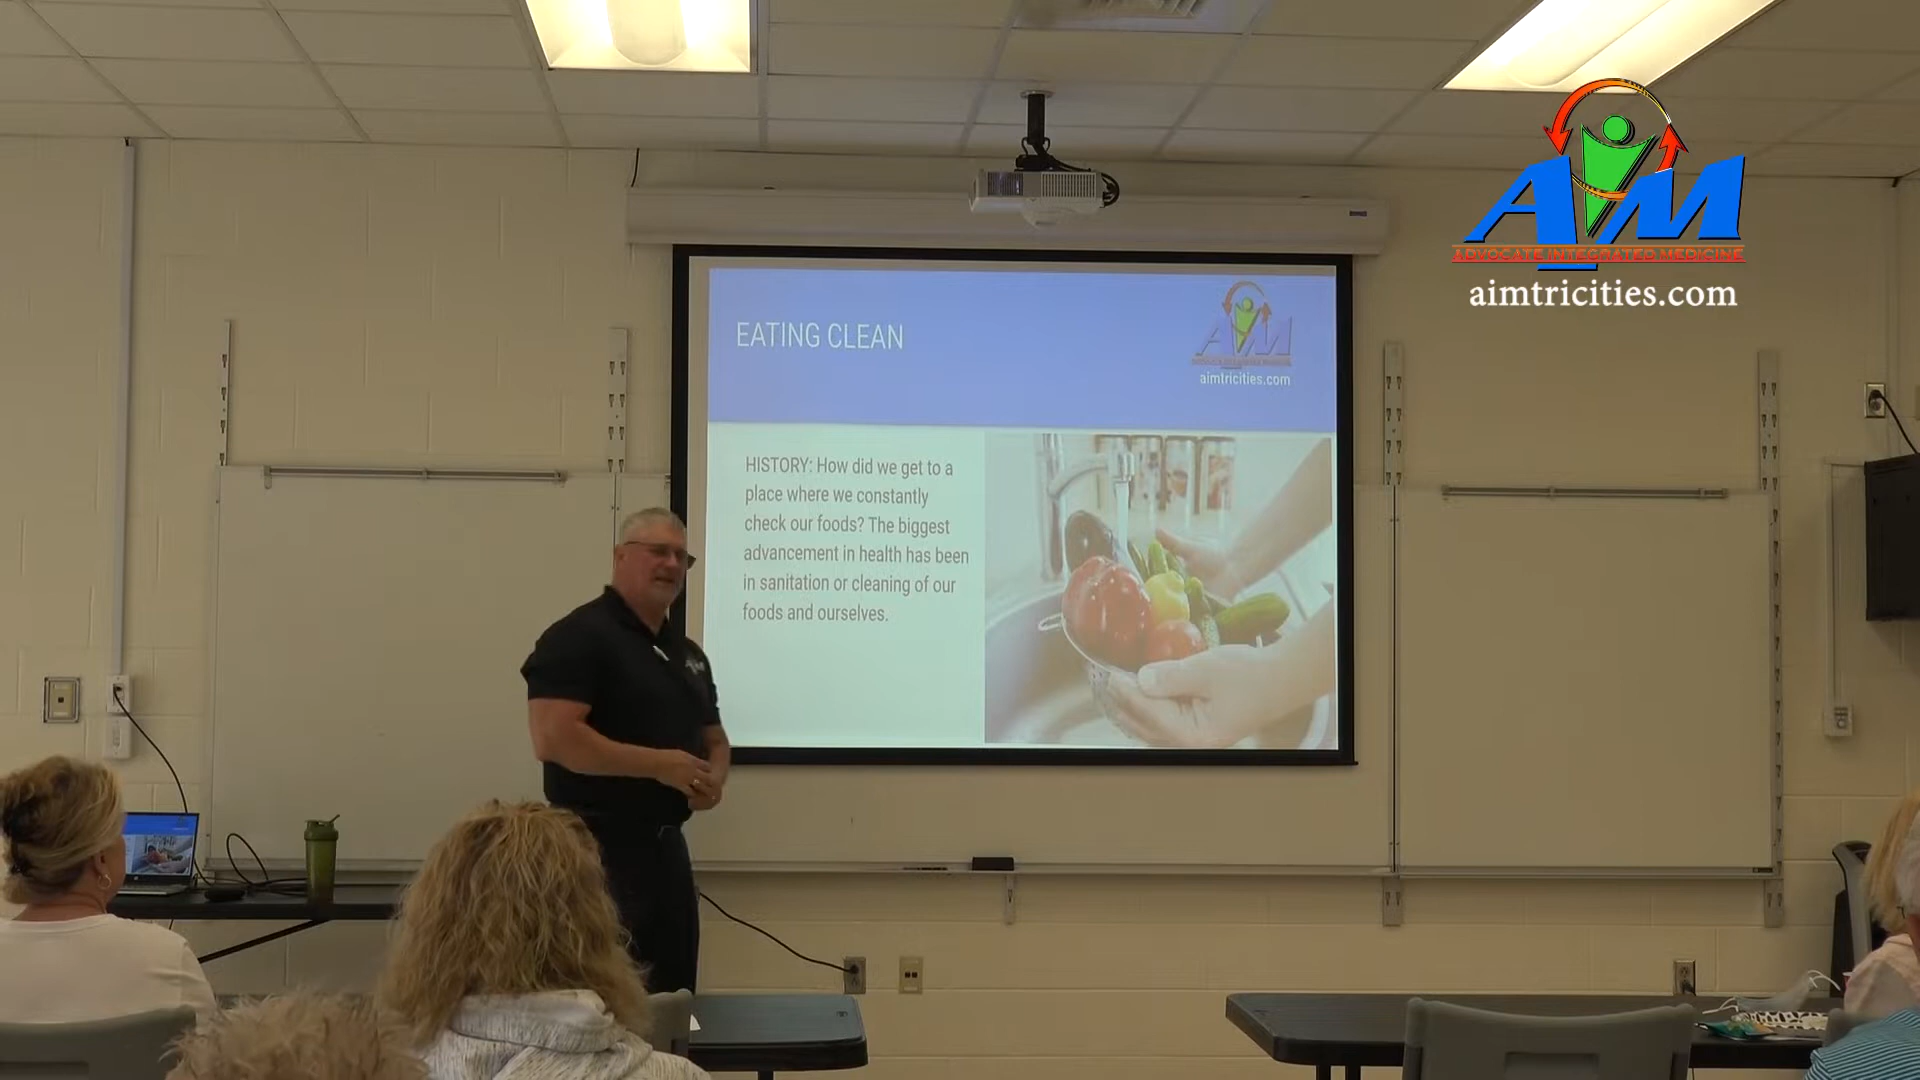 AIM
ADVOCATE INTEGRATED MEDICINE
aimtricities.com
EATING CLEAN
AIM
aimtricities.com
HISTORY: How did we get to a
place where we constantly
check our foods? The biggest
advancement in health has been
in sanitation or cleaning of our
foods and ourselves.